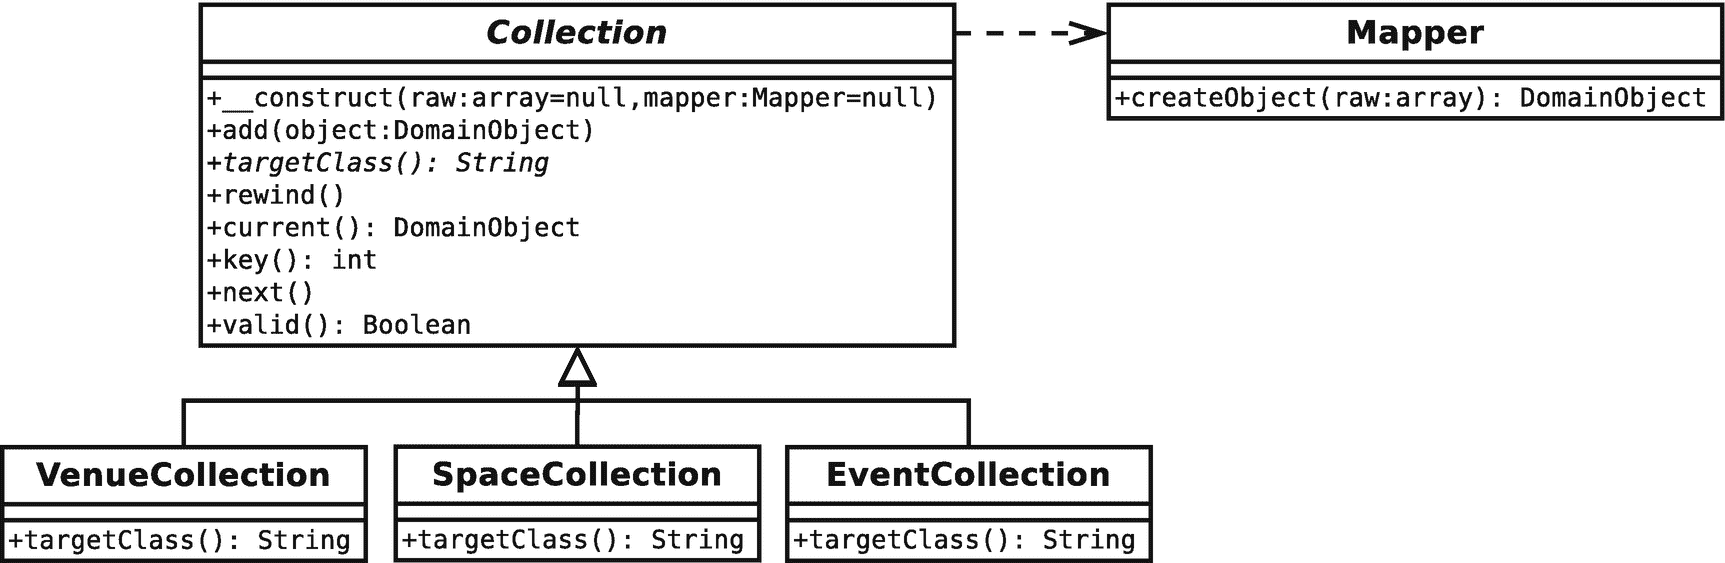 Collection
+__construct(raw:array=null,mapper:Mapper=null)
+add(object:DomainObject)
+targetClass(): String
+rewind()
+current(): DomainObject
+key(): int
+next()
+valid(): Boolean
Mapper
+createObject(raw:array): DomainObject
VenueCollection
+targetClass(): String
SpaceCollection
+targetClass(): String
EventCollection
+targetClass(): String